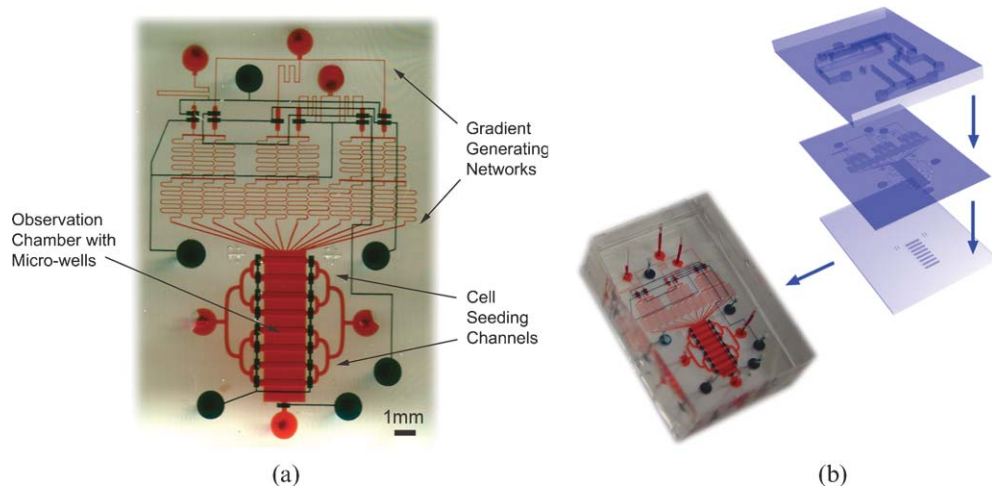 Gradient
Generating
Networks
Observation
Chamber with
Micro-wells
Cell
Seeding
Channels
1mm
(a)
(b)